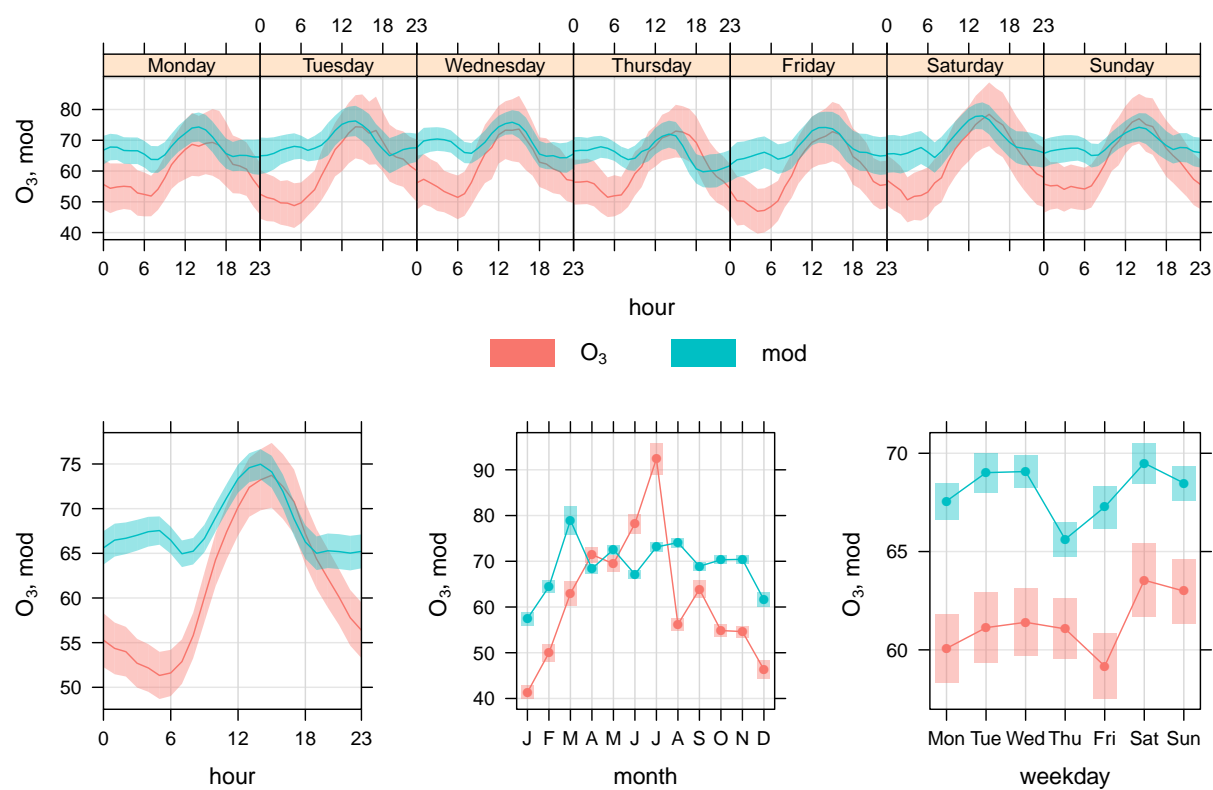 0 6 12 18 23 0 6 12 18 23 0 6 12 18 23
Monday Tuesday Wednesday Thursday Friday Saturday Sunday
80
70
60
50
40
O₃, mod
0 6 12 18 23 0 6 12 18 23 0 6 12 18 23 0 6 12 18 23
hour
O₃ mod
75
70
65
60
55
50
O₃, mod
0 6 12 18 23
hour
90
80
70
60
50
40
O₃, mod
J F M A M J J A S O N D
month
70
65
60
O₃, mod
Mon Tue Wed Thu Fri Sat Sun
weekday